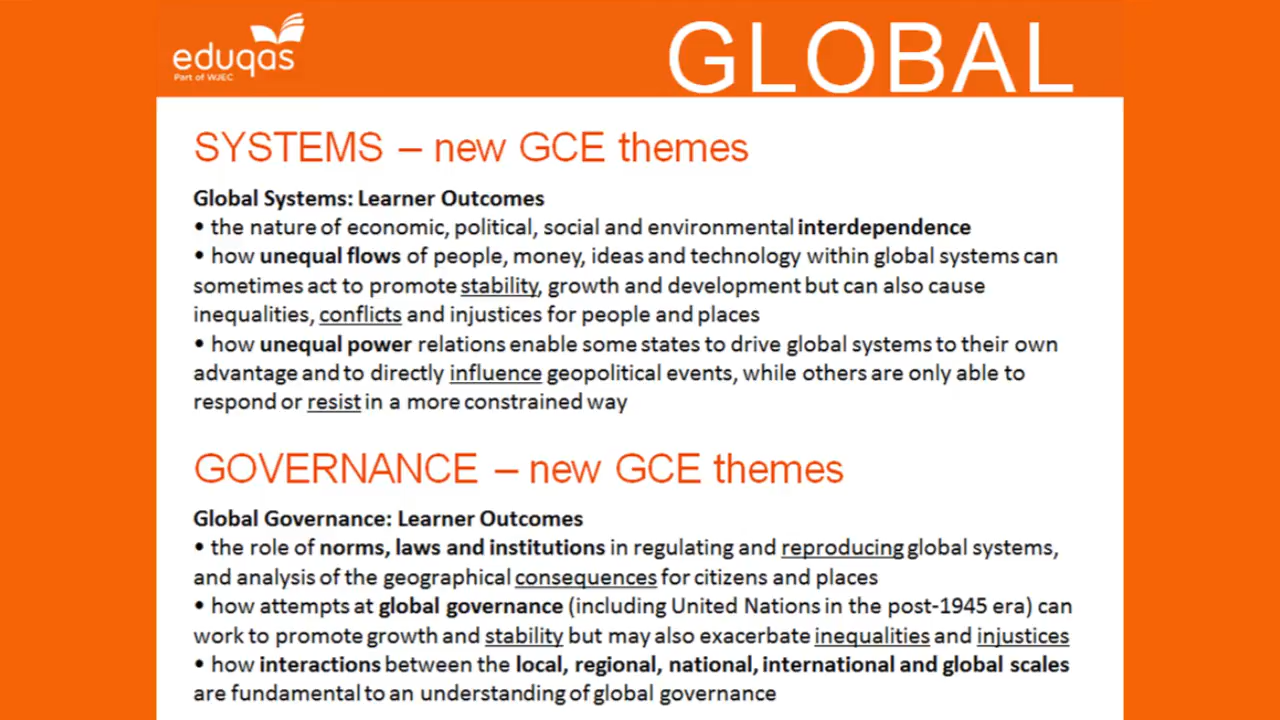 eduqas
Part of WJEC
GLOBAL
SYSTEMS – new GCE themes
Global Systems: Learner Outcomes
• the nature of economic, political, social and environmental interdependence
• how unequal flows of people, money, ideas and technology within global systems can
sometimes act to promote stability, growth and development but can also cause
inequalities, conflicts and injustices for people and places
• how unequal power relations enable some states to drive global systems to their own
advantage and to directly influence geopolitical events, while others are only able to
respond or resist in a more constrained way
GOVERNANCE – new GCE themes
Global Governance: Learner Outcomes
• the role of norms, laws and institutions in regulating and reproducing global systems,
and analysis of the geographical consequences for citizens and places
• how attempts at global governance (including United Nations in the post-1945 era) can
work to promote growth and stability but may also exacerbate inequalities and injustices
• how interactions between the local, regional, national, international and global scales
are fundamental to an understanding of global governance